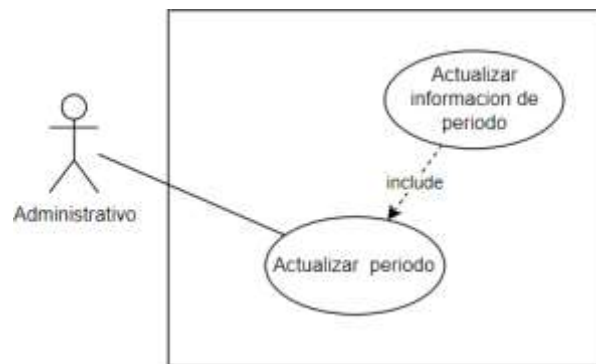 Actualizar
informacion de
periodo
include
Administrativo
Actualizar periodo